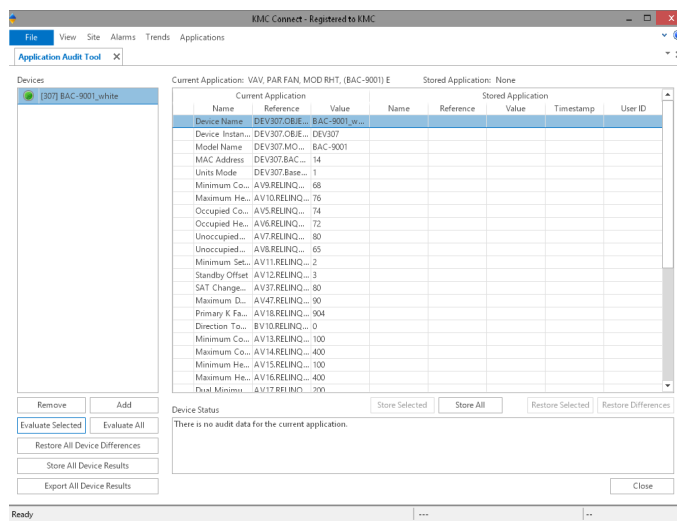 KMC Connect - Registered to KMC
File View Site Alarms Trends Applications
Application Audit Tool X
Devices
[307] BAC-9001_white
Current Application: VAV, PAR FAN, MOD RHT, (BAC-9001) E Stored Application: None
Current Application Stored Application
Name Reference Value Name Reference Value Timestamp User ID
Device Name DEV307.OBJE... BAC-9001_w...
Device Instan... DEV307.OBJE... DEV307
Model Name DEV307.MO... BAC-9001
MAC Address DEV307.BAC... 14
Units Mode DEV307.Base... 1
Minimum Co... AV9.RELINQ... 68
Maximum He... AV10.RELINQ... 76
Occupied Co... AV5.RELINQ... 74
Occupied He... AV6.RELINQ... 72
Unoccupied... AV7.RELINQ... 80
Unoccupied... AV8.RELINQ... 65
Minimum Set... AV11.RELINQ... 2
Standby Offset AV12.RELINQ... 3
SAT Change... AV37.RELINQ... 80
Maximum D... AV47.RELINQ... 90
Primary K Fa... AV18.RELINQ... 904
Direction To... BV10.RELINQ... 0
Minimum Co... AV13.RELINQ... 100
Maximum Co... AV14.RELINQ... 400
Minimum He... AV15.RELINQ... 100
Maximum He... AV16.RELINQ... 400
Dual Minimu... AV17.RELINQ... 200
Remove Add
Evaluate Selected Evaluate All
Restore All Device Differences
Store All Device Results
Export All Device Results
Device Status
Store Selected Store All Restore Selected Restore Differences
There is no audit data for the current application.
Close
Ready --- --